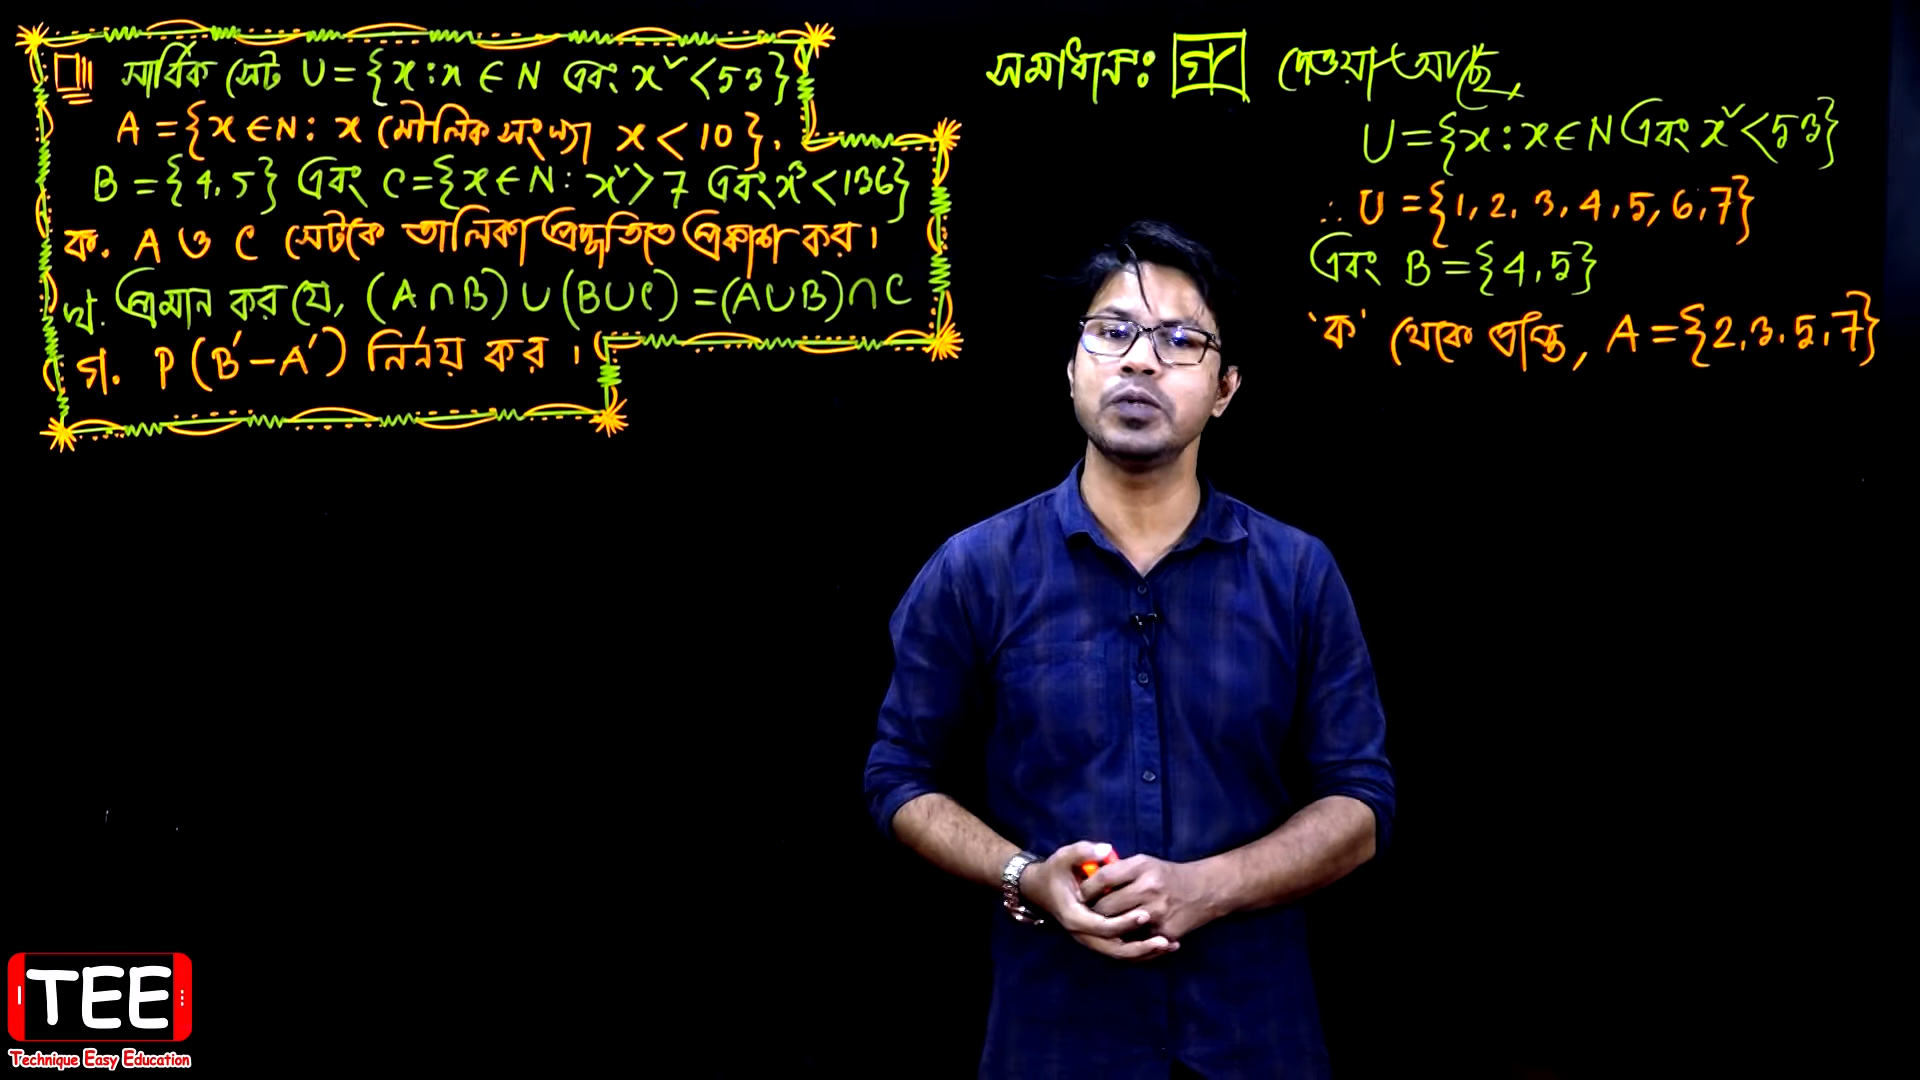 সার্বিক সেট U = {x : x ∈ N এবং x² < 53}
A = {x ∈ N : x মৌলিক সংখ্যা x < 10},
B = {4, 5} এবং C = {x ∈ N : x² > 7 এবং x³ < 136}
ক. A ও C সেটকে তালিকা পদ্ধতিতে প্রকাশ কর।
খ. প্রমান কর যে, (A∩B)∪(B∪C) = (A∪B)∩C
গ. P(B′−A′) নির্নয় কর।
সমাধানঃ গ দেওয়া আছে,
U = {x : x ∈ N এবং x² < 53}
∴ U = {1, 2, 3, 4, 5, 6, 7}
এবং B = {4, 5}
'ক' থেকে প্রাপ্ত, A = {2, 3, 5, 7}
TEE
Technique Easy Education